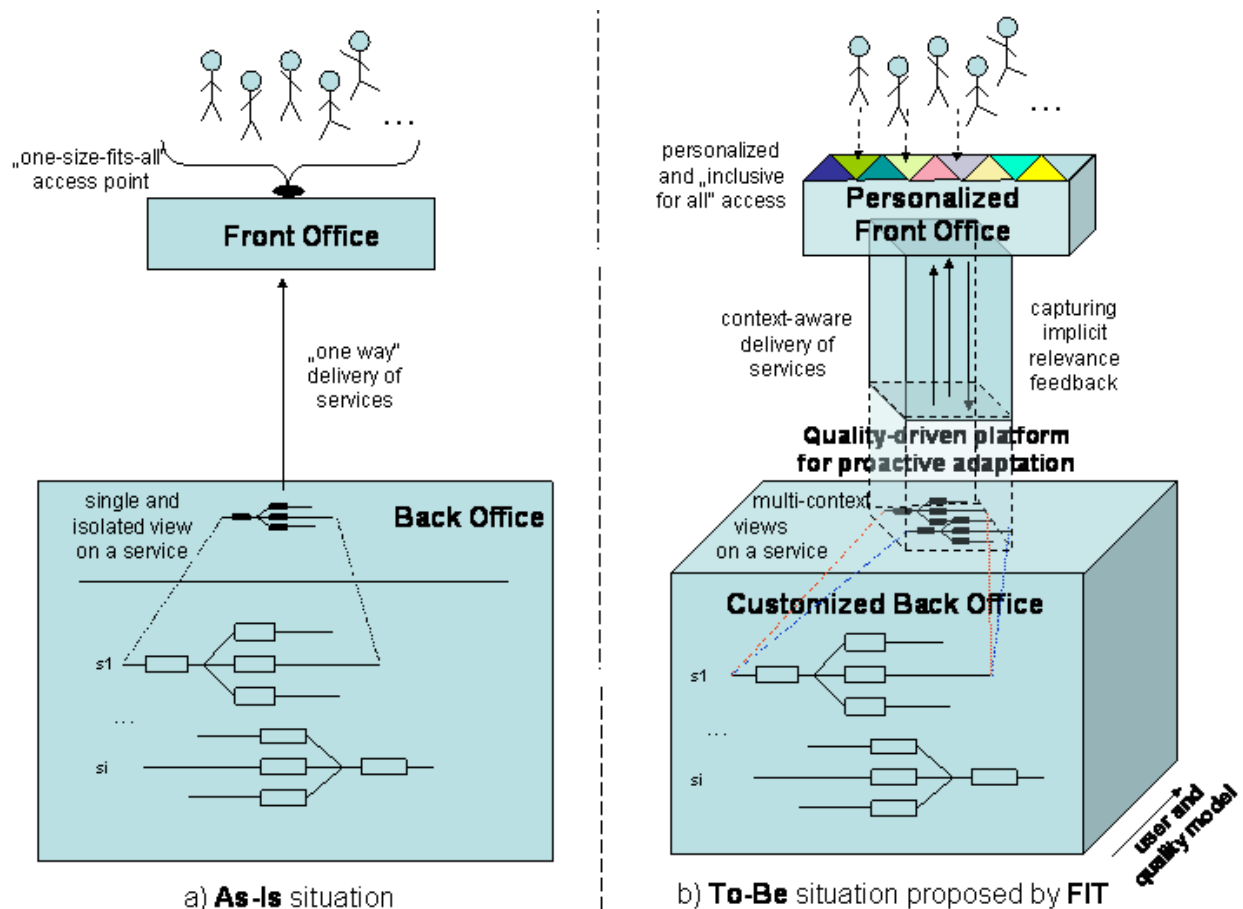 . . .
„one-size-fits-all“
access point
Front Office
„one way“
delivery of
services
single and
isolated view
on a service
Back Office
s1
...
si
a) As-Is situation
. . .
personalized
and „inclusive
for all“ access
Personalized
Front Office
context-aware
delivery of
services
capturing
implicit
relevance
feedback
Quality-driven platform
for proactive adaptation
multi-context
views
on a service
Customized Back Office
s1
...
si
user and
quality model
b) To-Be situation proposed by FIT